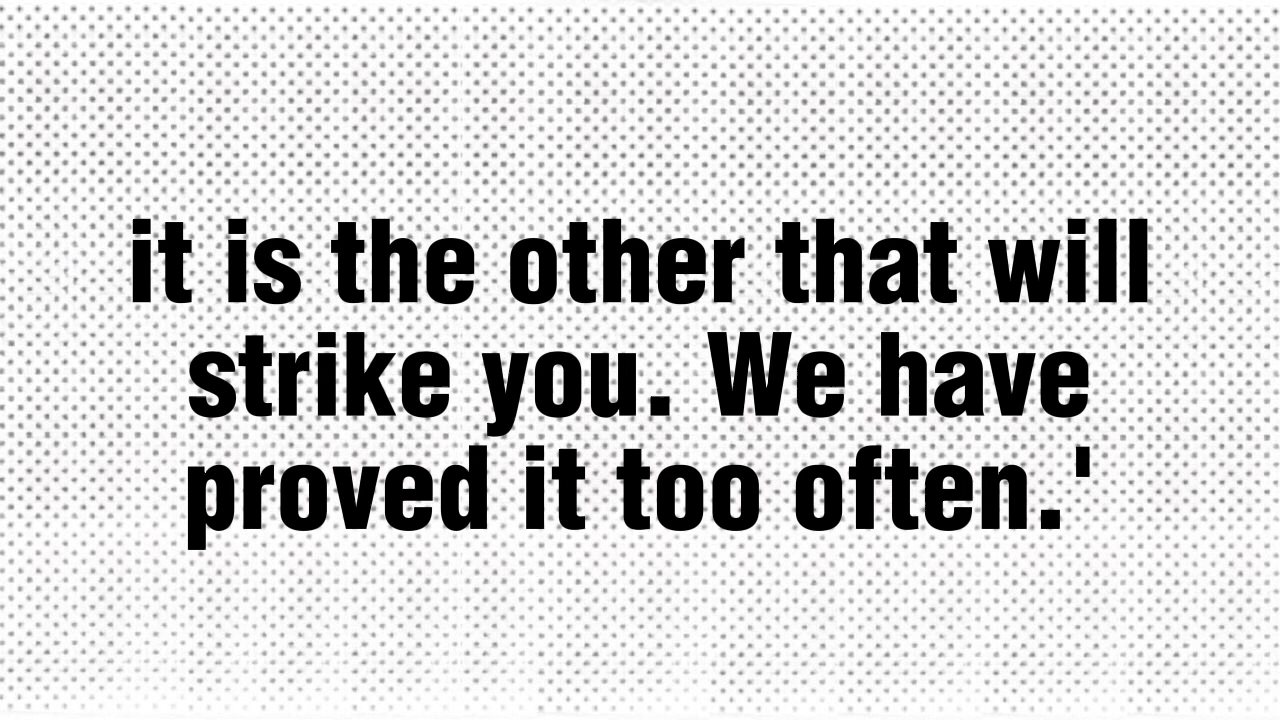 it is the other that will
strike you. We have
proved it too often.'